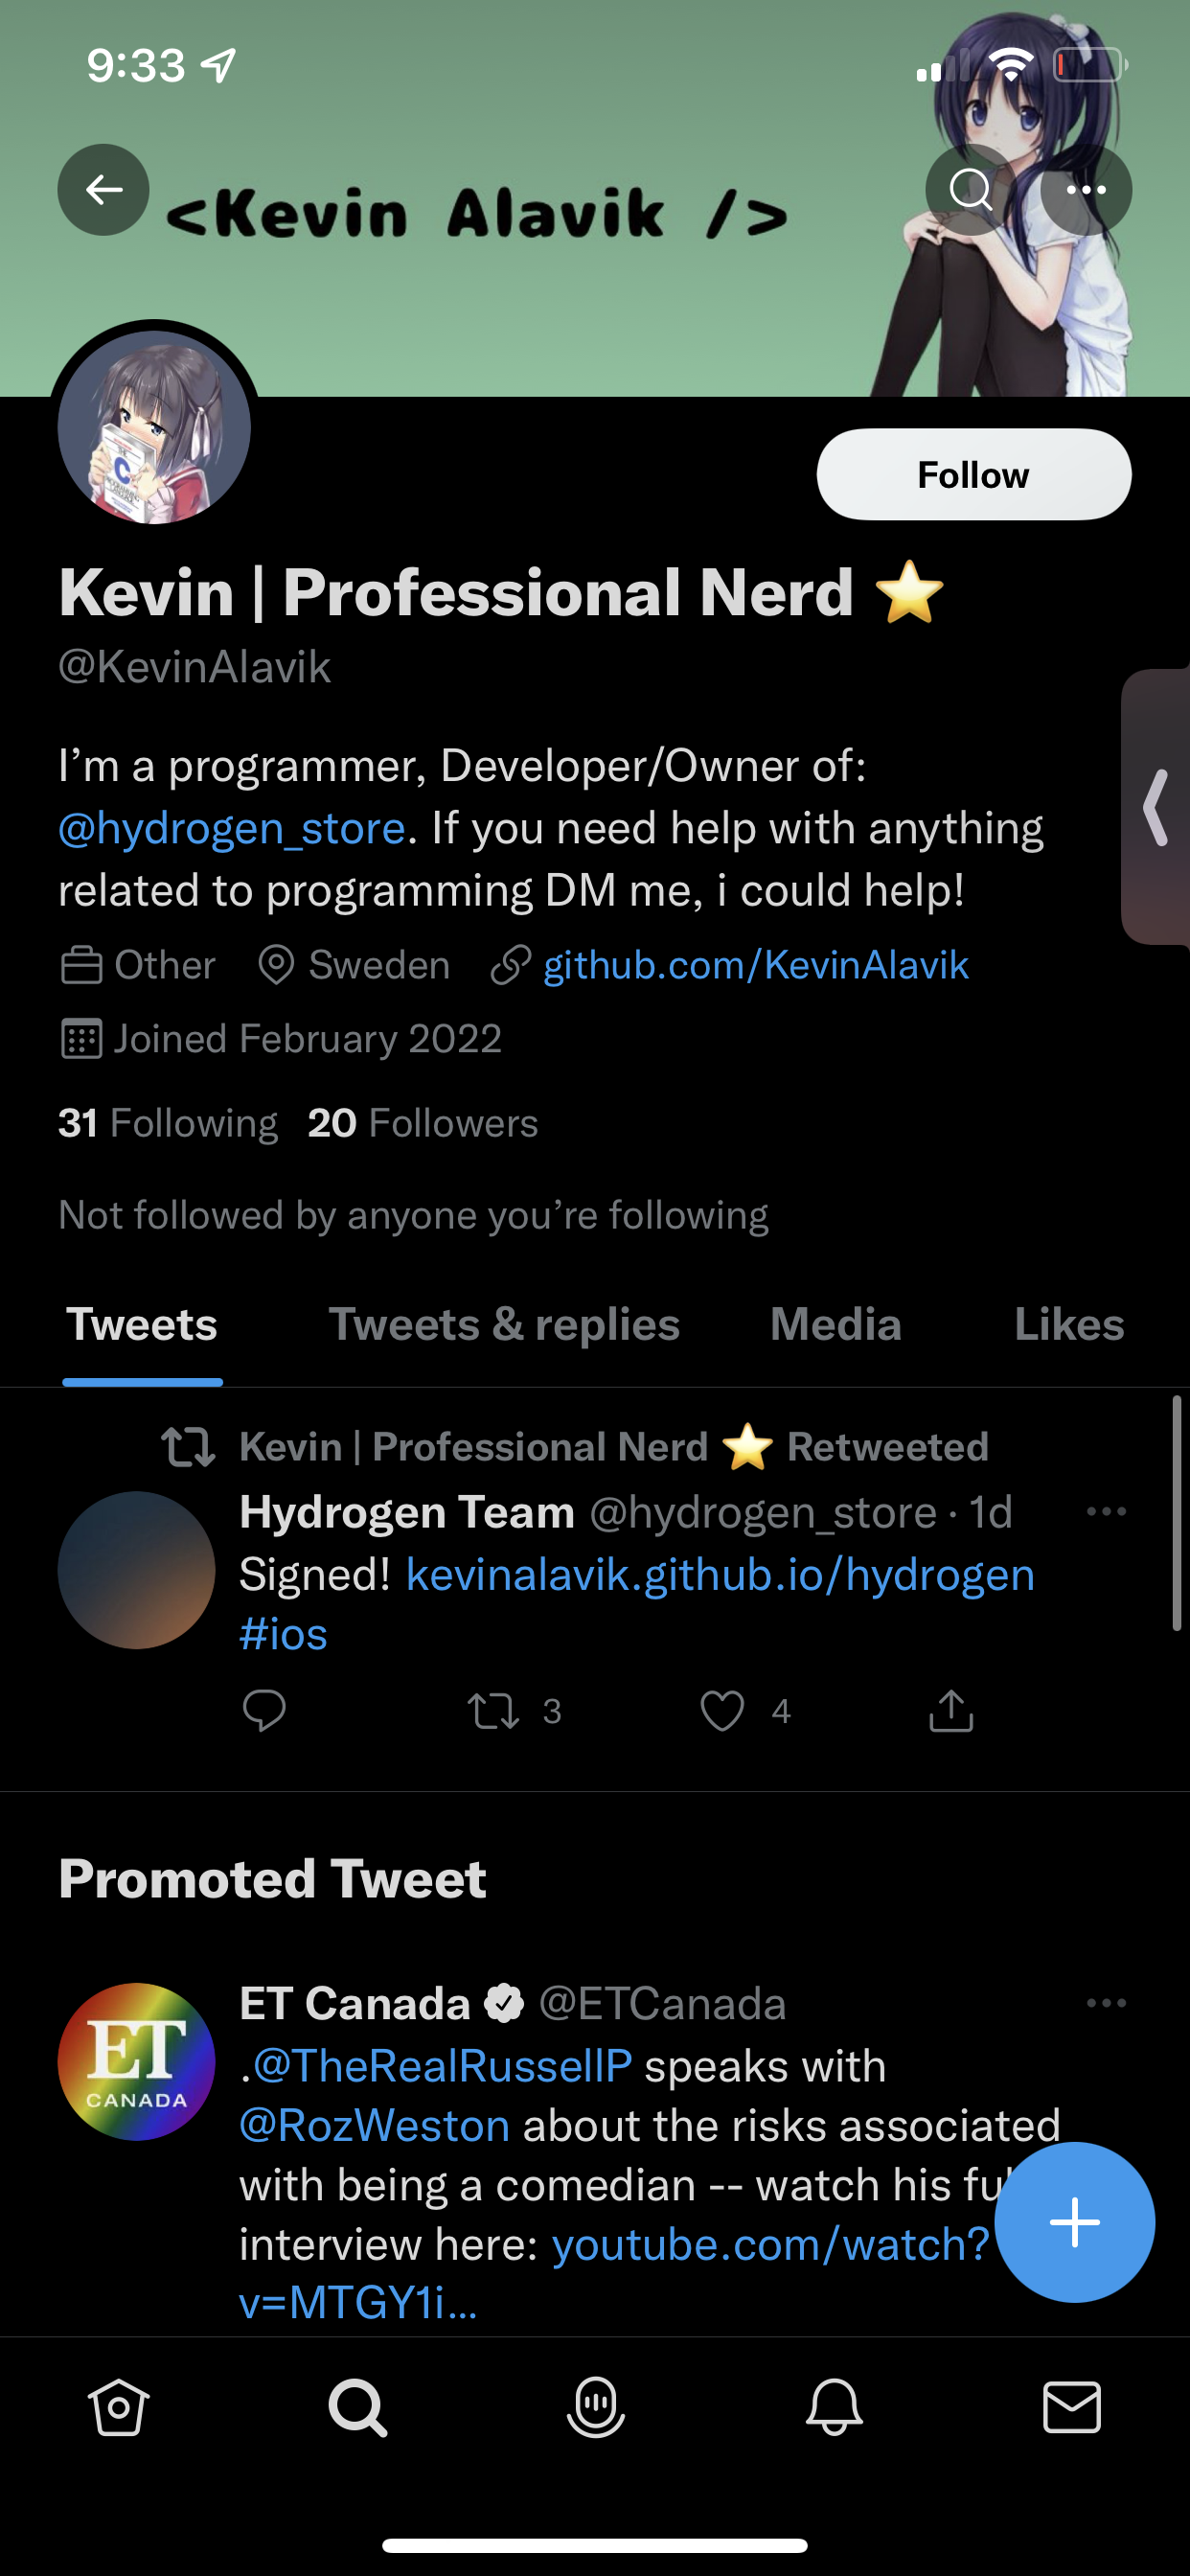 9:33
<Kevin Alavik />
C
PROGRAMMING
Follow
Kevin | Professional Nerd ⭐
@KevinAlavik
I’m a programmer, Developer/Owner of:
@hydrogen_store. If you need help with anything
related to programming DM me, i could help!
Other Sweden github.com/KevinAlavik
Joined February 2022
31 Following 20 Followers
Not followed by anyone you’re following
Tweets Tweets & replies Media Likes
Kevin | Professional Nerd ⭐ Retweeted
Hydrogen Team @hydrogen_store · 1d
Signed! kevinalavik.github.io/hydrogen
#ios
3 4
Promoted Tweet
ET Canada @ETCanada
ET
CANADA
.@TheRealRussellP speaks with
@RozWeston about the risks associated
with being a comedian -- watch his fu
interview here: youtube.com/watch?
v=MTGY1i...